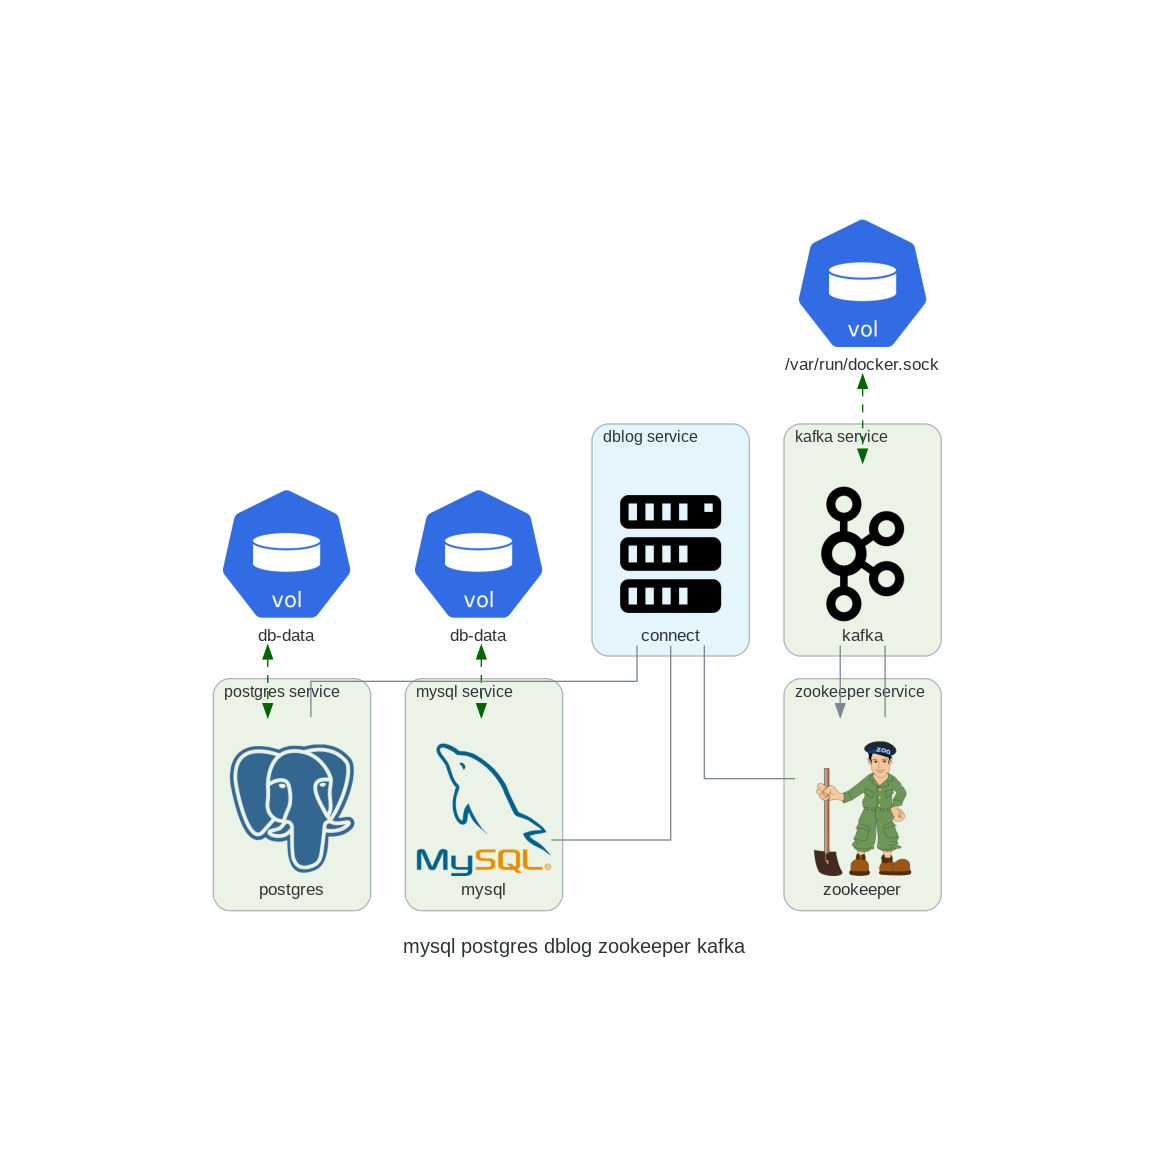 vol
/var/run/docker.sock
dblog service
kafka service
vol
vol
db-data
db-data
connect
kafka
postgres service
mysql service
zookeeper service
ZOO
MySQL®
postgres
mysql
zookeeper
mysql postgres dblog zookeeper kafka